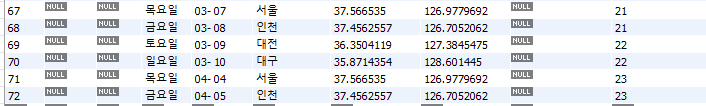 67 NULL NULL 목요일 03-07 서울 37.566535 126.9779692 NULL 21
68 NULL NULL 금요일 03-08 인천 37.4562557 126.7052062 NULL 21
69 NULL NULL 토요일 03-09 대전 36.3504119 127.3845475 NULL 22
70 NULL NULL 일요일 03-10 대구 35.8714354 128.601445 NULL 22
71 NULL NULL 목요일 04-04 서울 37.566535 126.9779692 NULL 23
72 NULL NULL 금요일 04-05 인천 37.4562557 126.7052062 NULL 23